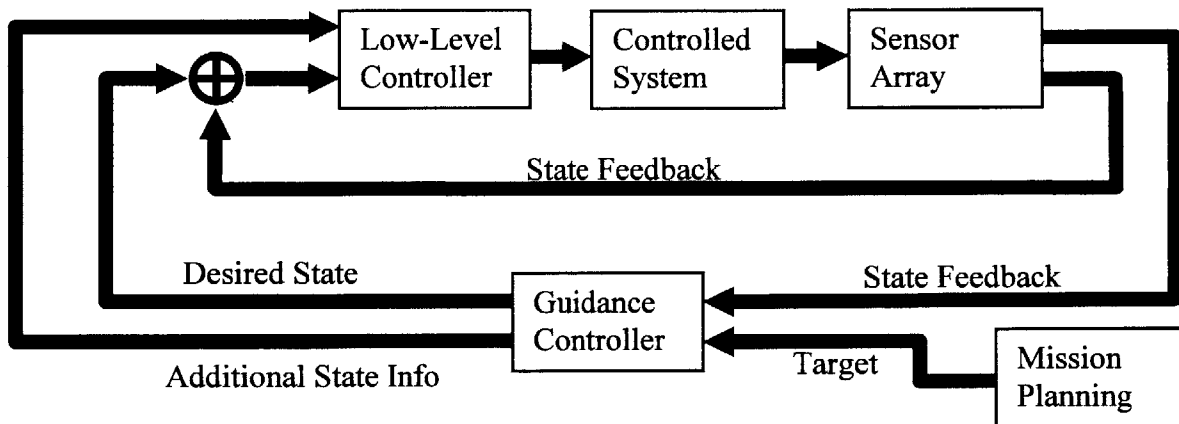 Low-Level
Controller
Controlled
System
Sensor
Array
State Feedback
Desired State
State Feedback
Guidance
Controller
Target
Mission
Planning
Additional State Info